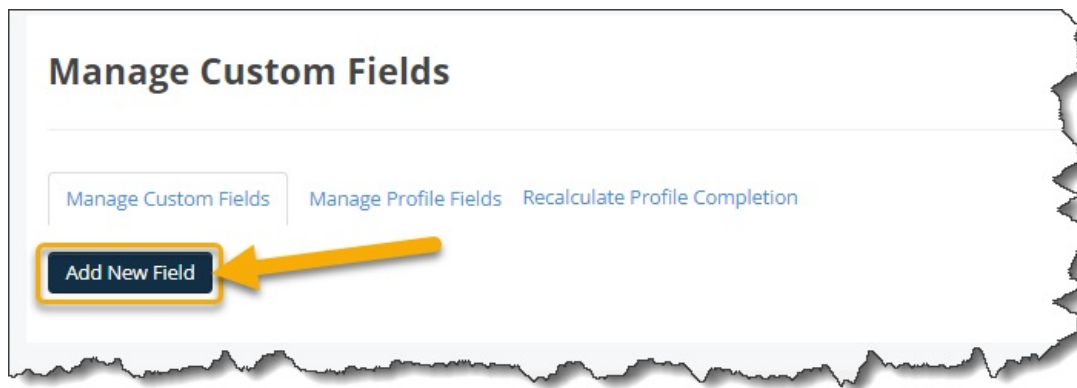 Manage Custom Fields
Manage Custom Fields Manage Profile Fields Recalculate Profile Completion
Add New Field